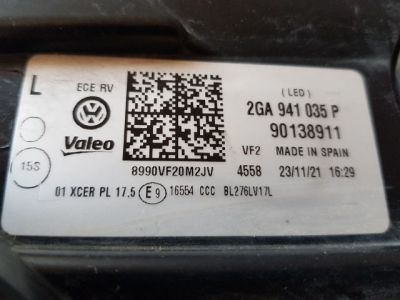 L
ECE RV
(LED)
2GA 941 035 P
Valeo
90138911
VF2 MADE IN SPAIN
15S
8990VF20M2JV
4558 23/11/21 16:29
01 XCER PL 17.5 E9 16554 CCC BL276LV17L